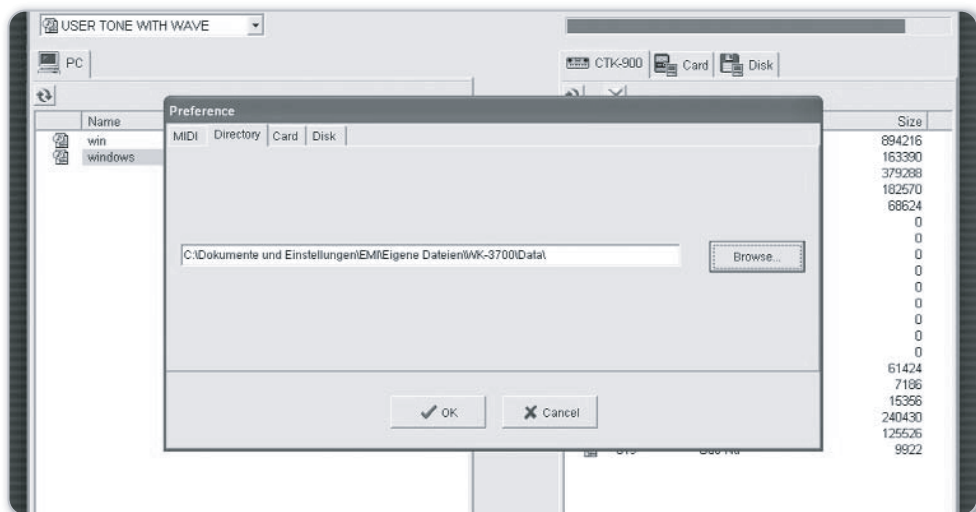 USER TONE WITH WAVE
PC
CTK-900 Card Disk
Name
Size
win
windows
Preference
MIDI Directory Card Disk
C:\Dokumente und Einstellungen\EMI\Eigene Dateien\WK-3700\Data\
Browse...
OK
Cancel
894216
163390
379288
182570
68624
0
0
0
0
0
0
0
0
0
61424
7186
15356
240430
125526
9922